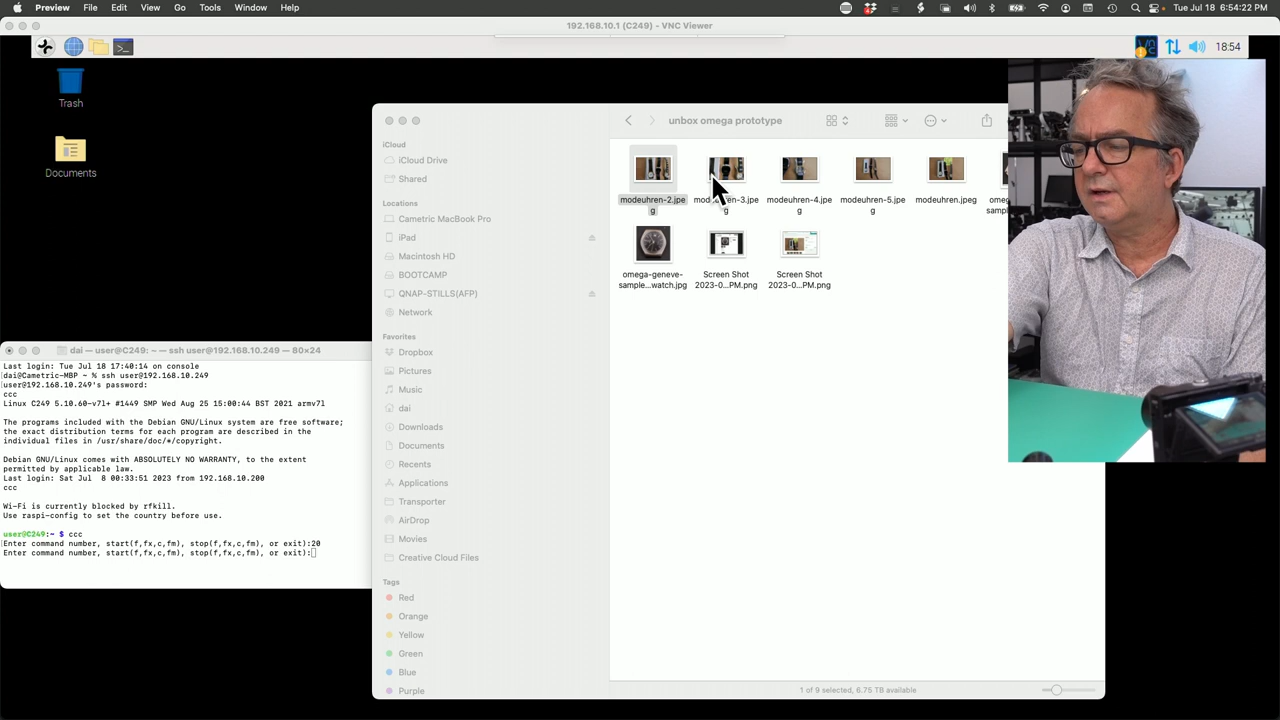 Preview File Edit View Go Tools Window Help
Tue Jul 18 6:54:22 PM
192.168.10.1 (C249) - VNC Viewer
18:54
Trash
Documents
unbox omega prototype
iCloud
iCloud Drive
Shared
Locations
Cametric MacBook Pro
iPad
Macintosh HD
BOOTCAMP
QNAP-STILLS(AFP)
Network
Favorites
Dropbox
Pictures
Music
dai
Downloads
Documents
Recents
Applications
Transporter
AirDrop
Movies
Creative Cloud Files
Tags
Red
Orange
Yellow
Green
Blue
Purple
modeuhren-2.jpe
g
modeuhren-3.jpe
g
modeuhren-4.jpe
g
modeuhren-5.jpe
g
modeuhren.jpeg
omega-geneve-
sample...watch.jpg
Screen Shot
2023-0...PM.png
Screen Shot
2023-0...PM.png
1 of 9 selected, 6.75 TB available
dai — user@C249: ~ — ssh user@192.168.10.249 — 80×24
Last login: Tue Jul 18 17:40:14 on console
dai@Cametric-MBP ~ % ssh user@192.168.10.249
user@192.168.10.249's password:
ccc
Linux C249 5.10.60-v7l+ #1449 SMP Wed Aug 25 15:00:44 BST 2021 armv7l
The programs included with the Debian GNU/Linux system are free software;
the exact distribution terms for each program are described in the
individual files in /usr/share/doc/*/copyright.
Debian GNU/Linux comes with ABSOLUTELY NO WARRANTY, to the extent
permitted by applicable law.
Last login: Sat Jul  8 00:33:51 2023 from 192.168.10.200
ccc
Wi-Fi is currently blocked by rfkill.
Use raspi-config to set the country before use.
user@C249:~ $ ccc
Enter command number, start(f,fx,c,fm), stop(f,fx,c,fm), or exit):20
Enter command number, start(f,fx,c,fm), stop(f,fx,c,fm), or exit):